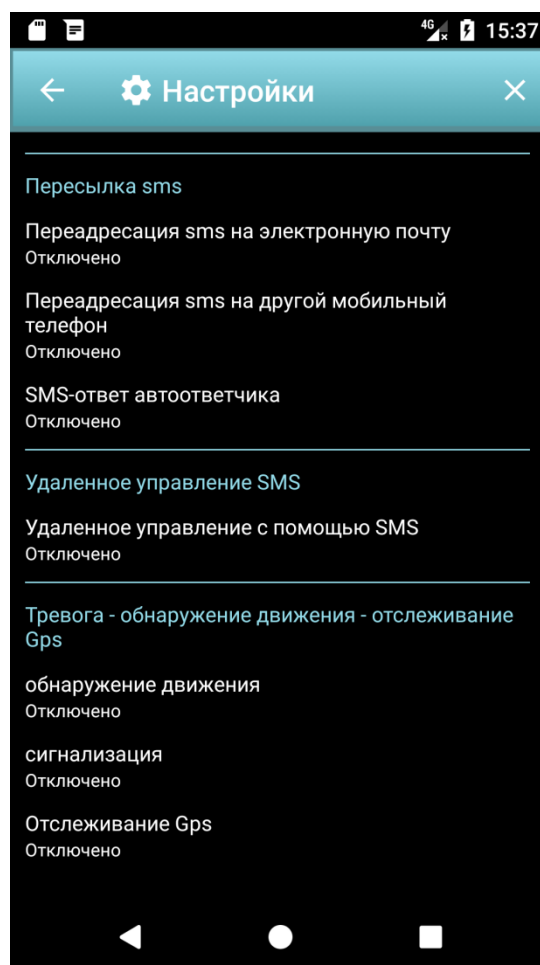 4G 15:37
Настройки
Пересылка sms
Переадресация sms на электронную почту
Отключено
Переадресация sms на другой мобильный
телефон
Отключено
SMS-ответ автоответчика
Отключено
Удаленное управление SMS
Удаленное управление с помощью SMS
Отключено
Тревога - обнаружение движения - отслеживание
Gps
обнаружение движения
Отключено
сигнализация
Отключено
Отслеживание Gps
Отключено